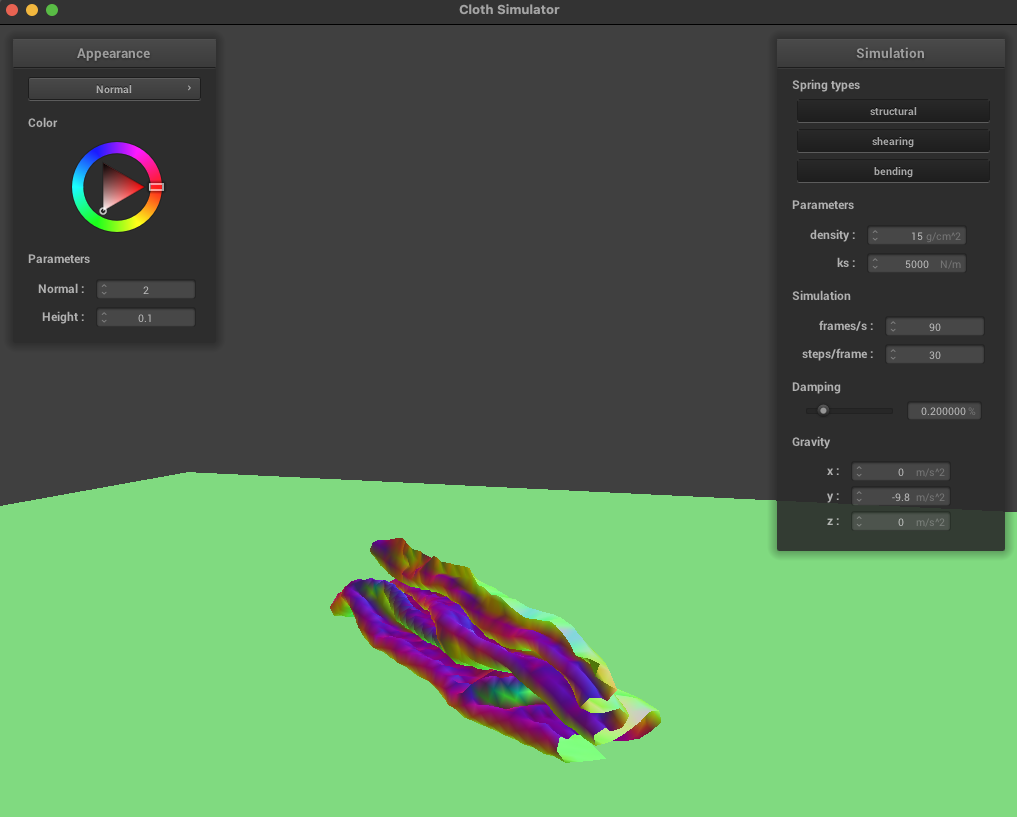 Cloth Simulator
Appearance
Normal ›
Color
Parameters
Normal : 2
Height : 0.1
Simulation
Spring types
structural
shearing
bending
Parameters
density : 15 g/cm^2
ks : 5000 N/m
Simulation
frames/s : 90
steps/frame : 30
Damping
0.200000 %
Gravity
x : 0 m/s^2
y : -9.8 m/s^2
z : 0 m/s^2